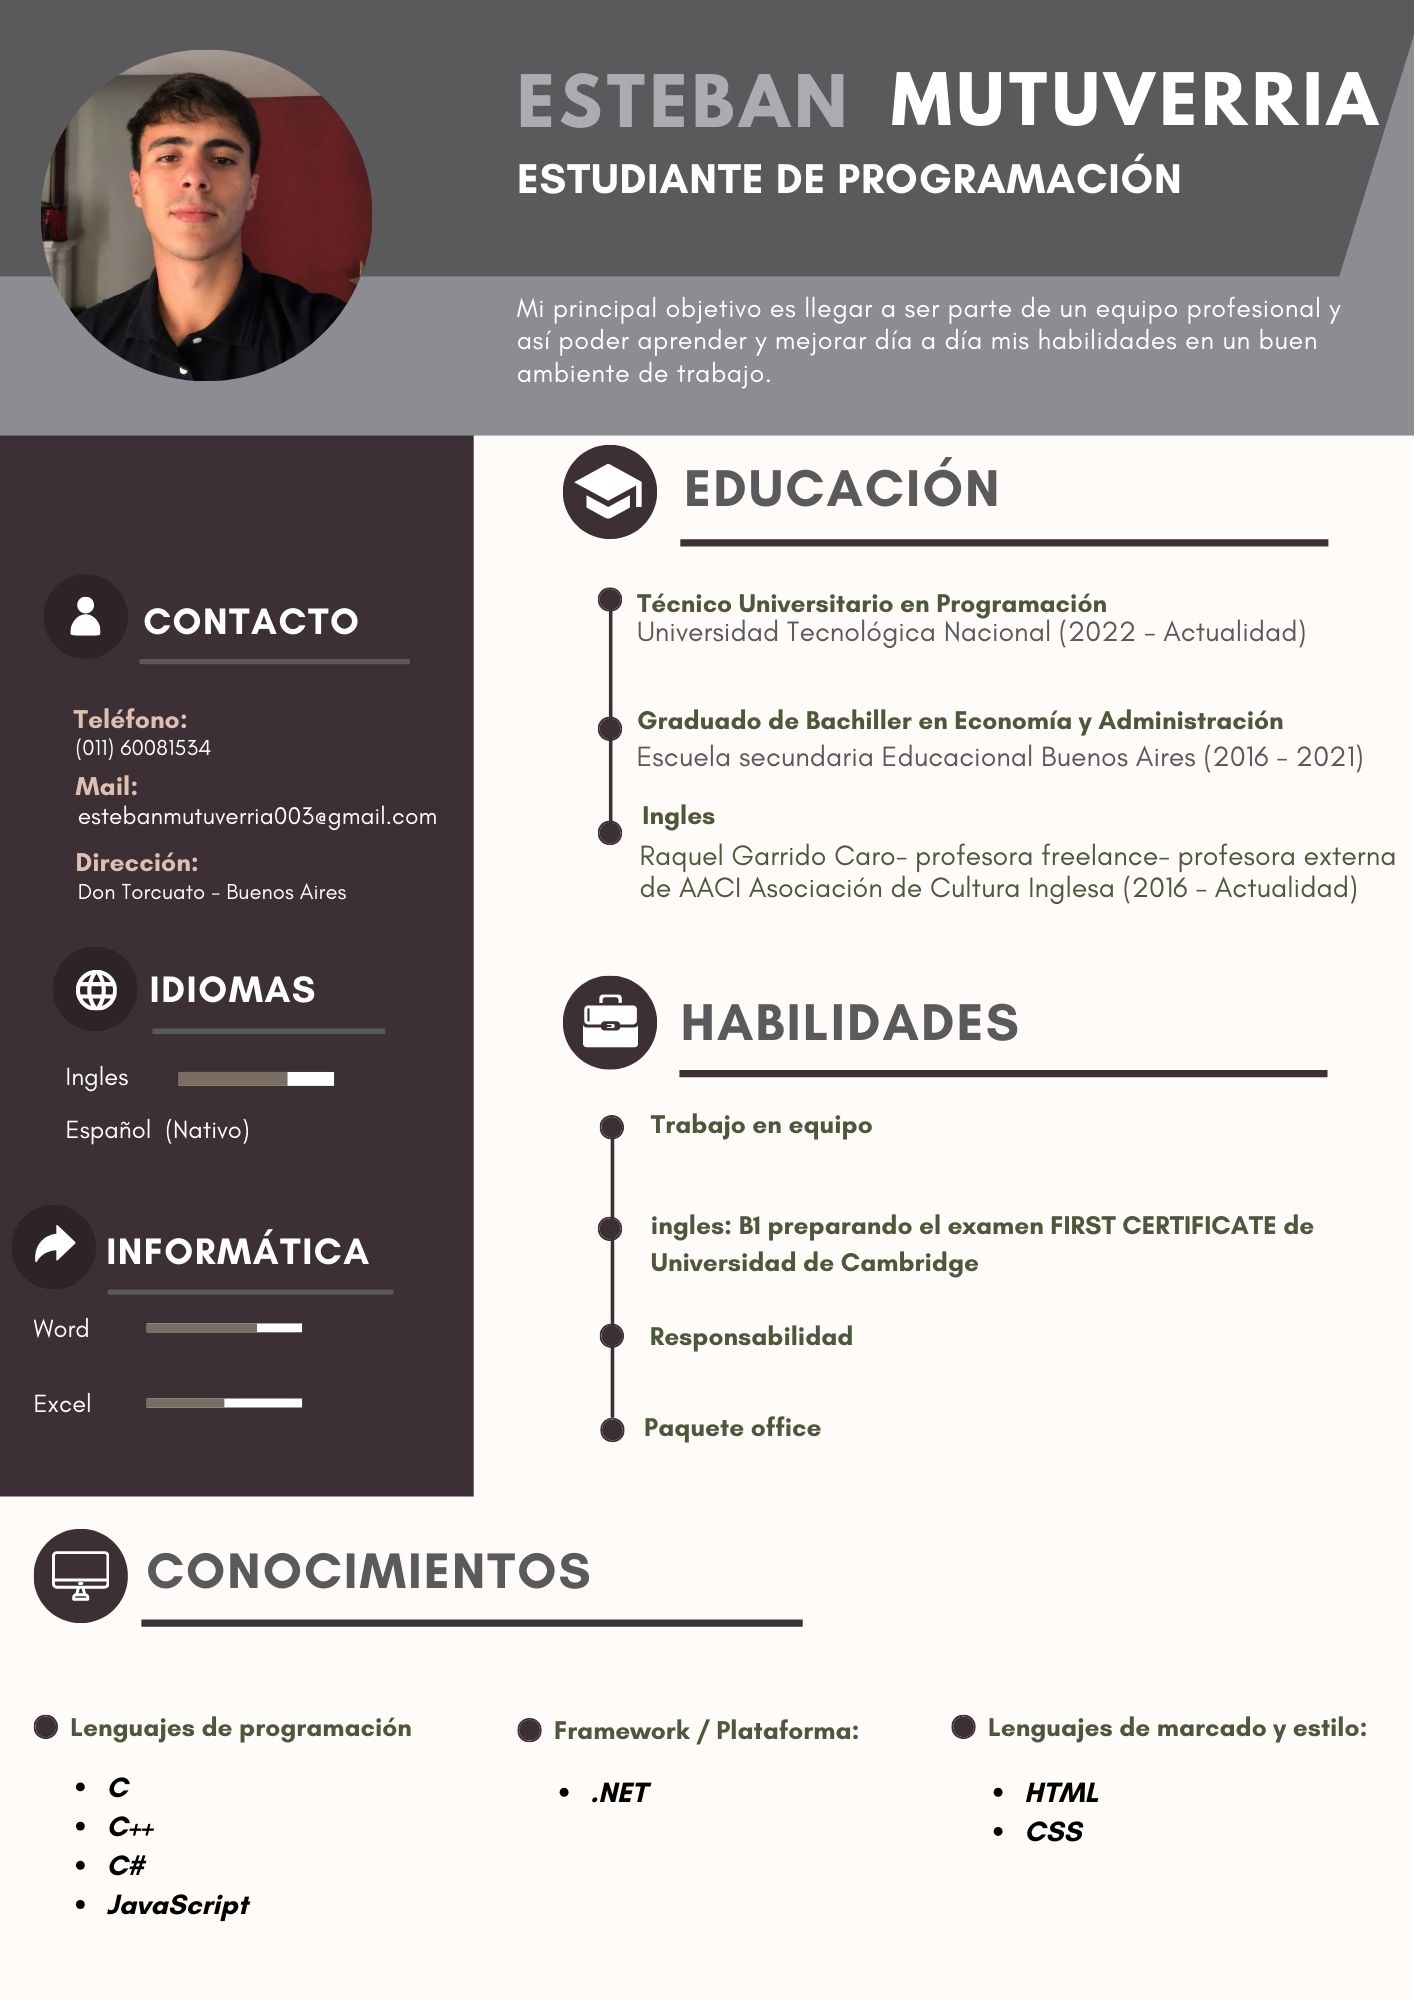 ESTEBAN MUTUVERRIA
ESTUDIANTE DE PROGRAMACIÓN
Mi principal objetivo es llegar a ser parte de un equipo profesional y
así poder aprender y mejorar día a día mis habilidades en un buen
ambiente de trabajo.
CONTACTO
Teléfono:
(011) 60081534
Mail:
estebanmutuverria003@gmail.com
Dirección:
Don Torcuato - Buenos Aires
IDIOMAS
Ingles
Español (Nativo)
INFORMÁTICA
Word
Excel
EDUCACIÓN
Técnico Universitario en Programación
Universidad Tecnológica Nacional (2022 - Actualidad)
Graduado de Bachiller en Economía y Administración
Escuela secundaria Educacional Buenos Aires (2016 - 2021)
Ingles
Raquel Garrido Caro- profesora freelance- profesora externa
de AACI Asociación de Cultura Inglesa (2016 - Actualidad)
HABILIDADES
Trabajo en equipo
ingles: B1 preparando el examen FIRST CERTIFICATE de
Universidad de Cambridge
Responsabilidad
Paquete office
CONOCIMIENTOS
Lenguajes de programación
• C
• C++
• C#
• JavaScript
Framework / Plataforma:
• .NET
Lenguajes de marcado y estilo:
• HTML
• CSS